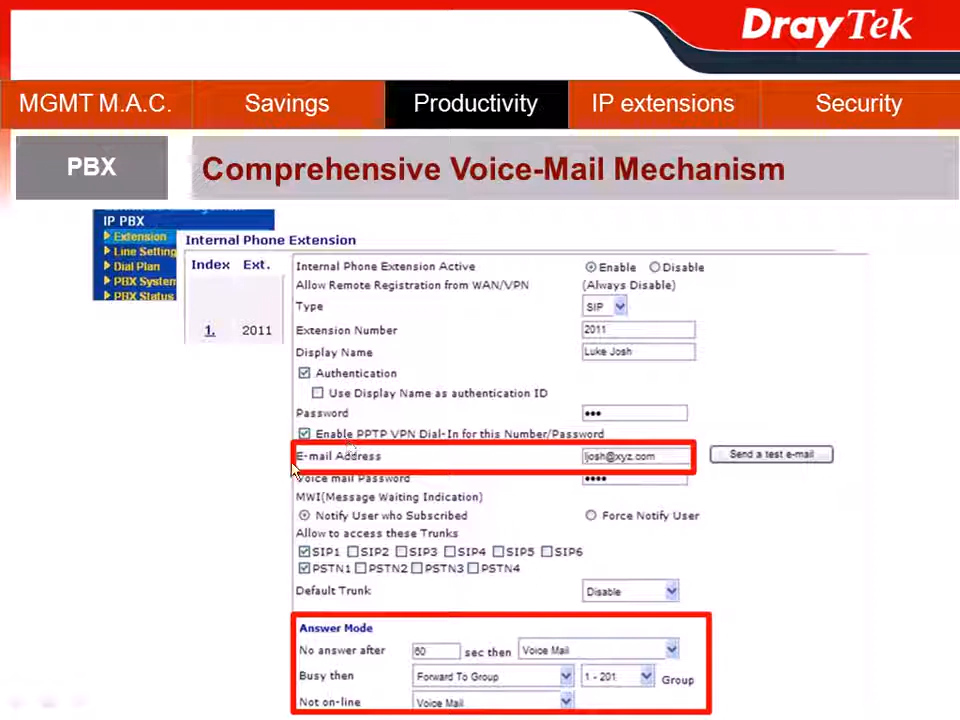 DrayTek
MGMT M.A.C. Savings Productivity IP extensions Security
PBX Comprehensive Voice-Mail Mechanism
IP PBX
Extension
Line Setting
Dial Plan
PBX System
PBX Status
Internal Phone Extension
Index Ext.
1. 2011
Internal Phone Extension Active Enable Disable
Allow Remote Registration from WAN/VPN (Always Disable)
Type SIP
Extension Number 2011
Display Name Luke Josh
Authentication
Use Display Name as authentication ID
Password •••
Enable PPTP VPN Dial-In for this Number/Password
E-mail Address ljosh@xyz.com Send a test e-mail
Voice mail Password ••••
MWI(Message Waiting Indication)
Notify User who Subscribed Force Notify User
Allow to access these Trunks
SIP1 SIP2 SIP3 SIP4 SIP5 SIP6
PSTN1 PSTN2 PSTN3 PSTN4
Default Trunk Disable
Answer Mode
No answer after 60 sec then Voice Mail
Busy then Forward To Group 1 - 201 Group
Not on-line Voice Mail